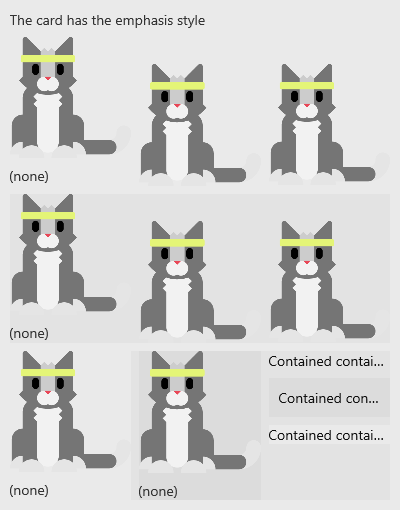 The card has the emphasis style
(none)
(none)
Contained contai...
Contained con...
Contained contai...
(none)
(none)